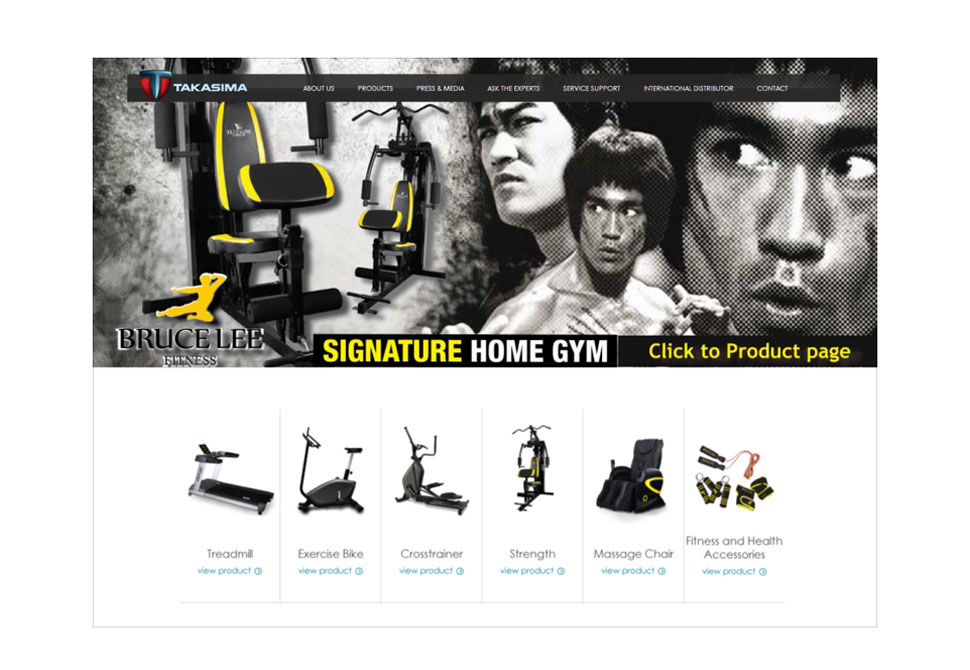 TAKASIMA
ABOUT US PRODUCTS PRESS & MEDIA ASK THE EXPERTS SERVICE SUPPORT INTERNATIONAL DISTRIBUTOR CONTACT
BRUCE LEE
FITNESS
SIGNATURE HOME GYM
Click to Product page
Treadmill
view product
Exercise Bike
view product
Crosstrainer
view product
Strength
view product
Massage Chair
view product
Fitness and Health
Accessories
view product